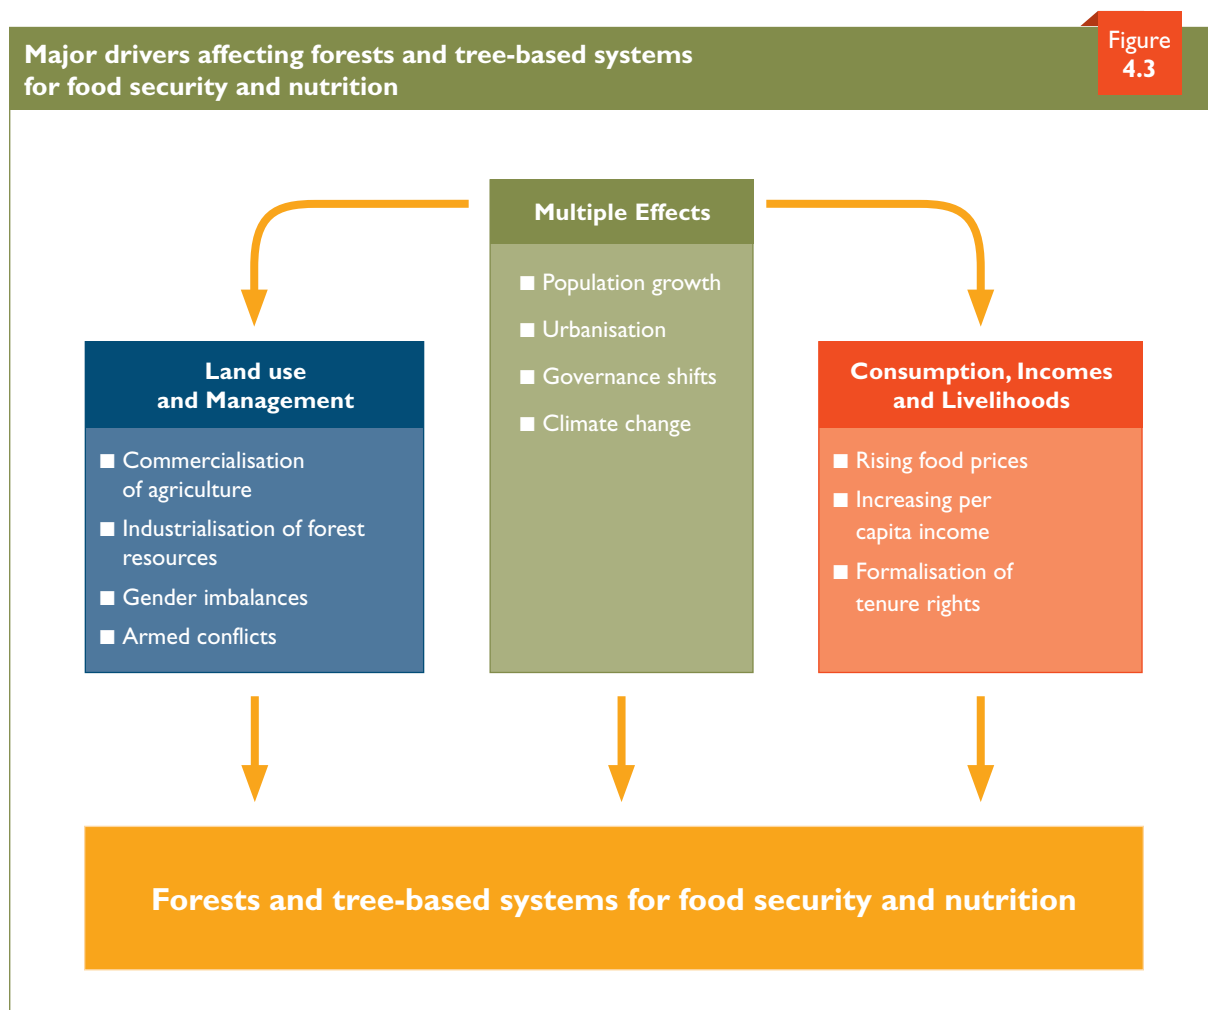 Major drivers affecting forests and tree-based systems
for food security and nutrition
Figure
4.3
Multiple Effects
■ Population growth
■ Urbanisation
■ Governance shifts
■ Climate change
Land use
and Management
■ Commercialisation
of agriculture
■ Industrialisation of forest
resources
■ Gender imbalances
■ Armed conflicts
Consumption, Incomes
and Livelihoods
■ Rising food prices
■ Increasing per
capita income
■ Formalisation of
tenure rights
Forests and tree-based systems for food security and nutrition